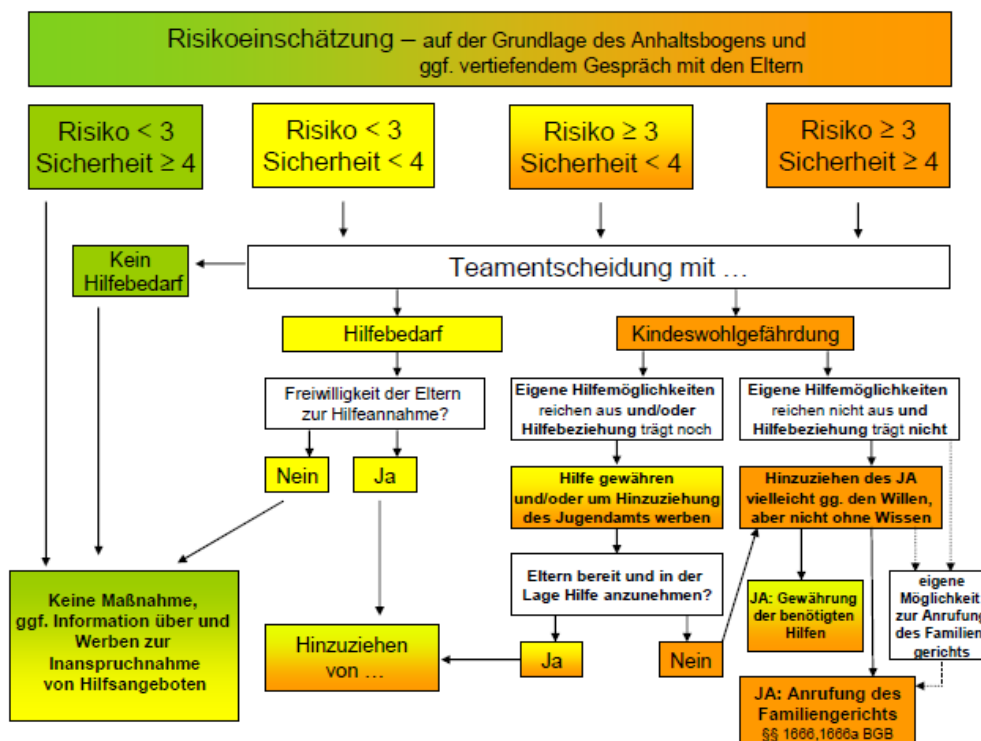 Risikoeinschätzung – auf der Grundlage des Anhaltsbogens und
ggf. vertiefendem Gespräch mit den Eltern
Risiko < 3
Sicherheit ≥ 4
Risiko < 3
Sicherheit < 4
Risiko ≥ 3
Sicherheit < 4
Risiko ≥ 3
Sicherheit ≥ 4
Kein
Hilfebedarf
Teamentscheidung mit ...
Hilfebedarf
Kindeswohlgefährdung
Freiwilligkeit der Eltern
zur Hilfeannahme?
Eigene Hilfemöglichkeiten
reichen aus und/oder
Hilfebeziehung trägt noch
Eigene Hilfemöglichkeiten
reichen nicht aus und
Hilfebeziehung trägt nicht
Nein
Ja
Hilfe gewähren
und/oder um Hinzuziehung
des Jugendamts werben
Hinzuziehen des JA
vielleicht gg. den Willen,
aber nicht ohne Wissen
Keine Maßnahme,
ggf. Information über und
Werben zur
Inanspruchnahme
von Hilfsangeboten
Eltern bereit und in der
Lage Hilfe anzunehmen?
JA: Gewährung
der benötigten
Hilfen
eigene
Möglichkeit
zur Anrufung
des Familien
gerichts
Hinzuziehen
von ...
Ja
Nein
JA: Anrufung des
Familiengerichts
§§ 1666,1666a BGB